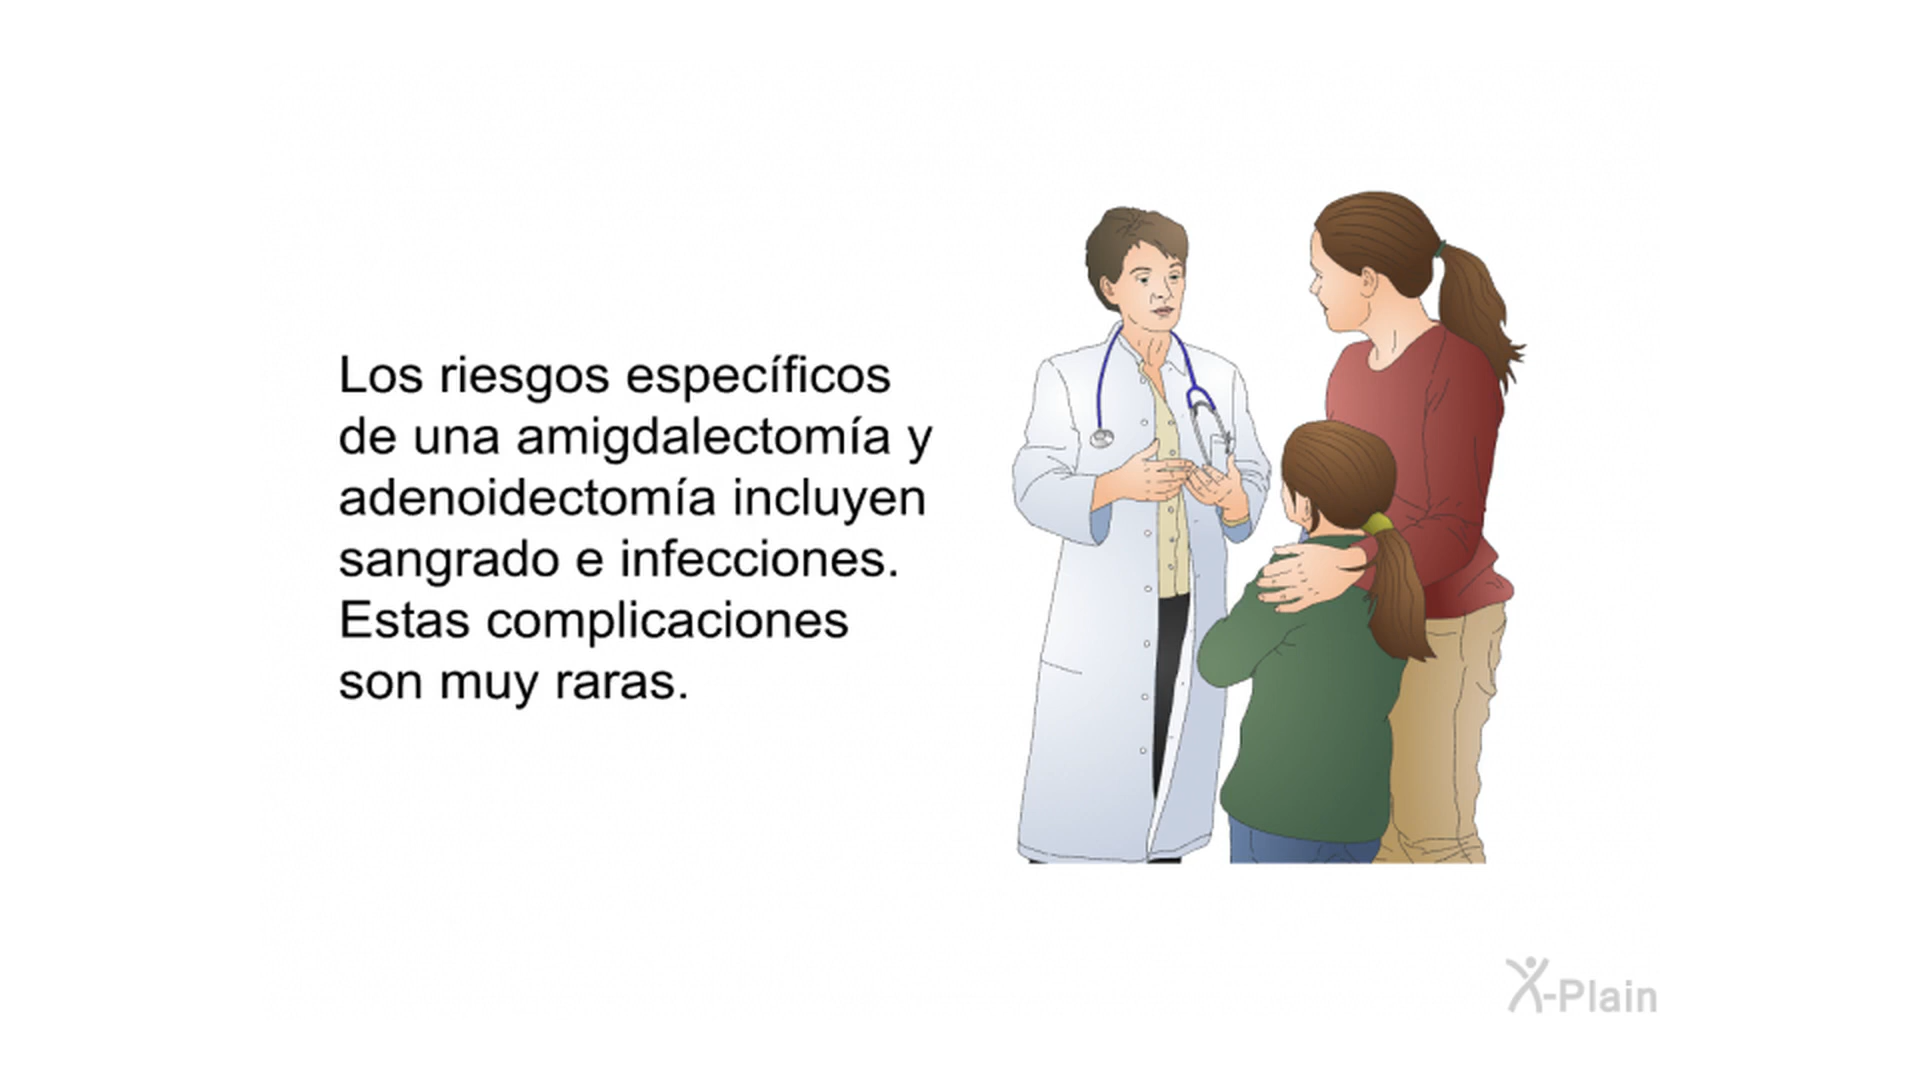 Los riesgos específicos
de una amigdalectomía y
adenoidectomía incluyen
sangrado e infecciones.
Estas complicaciones
son muy raras.
X-Plain